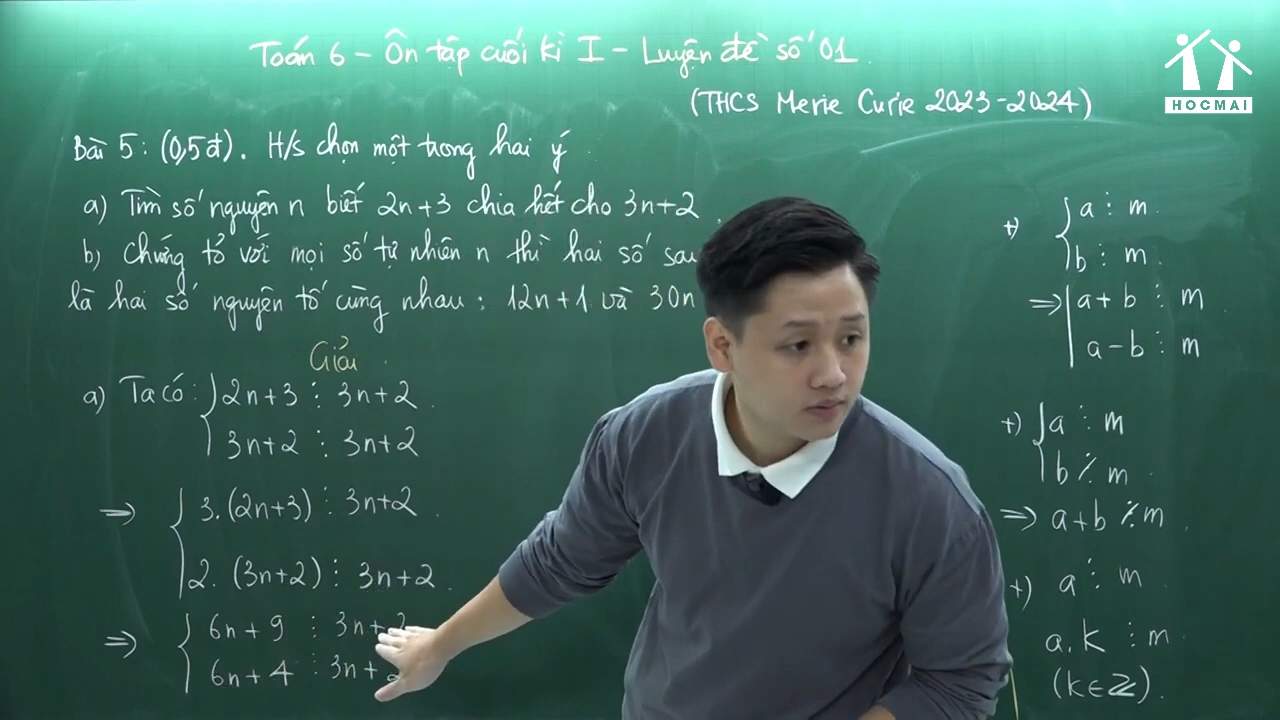 Toán 6 - Ôn tập cuối kì I - Luyện đề số 01
(THCS Merie Curie 2023-2024)
HOCMAI
Bài 5: (0,5đ). H/s chọn một trong hai ý
a) Tìm số nguyên n biết 2n+3 chia hết cho 3n+2.
b) Chứng tỏ với mọi số tự nhiên n thì hai số sau
là hai số nguyên tố cùng nhau: 12n+1 và 30n
Giải
a) Ta có: { 2n+3 ⋮ 3n+2.
3n+2 ⋮ 3n+2
=> { 3.(2n+3) ⋮ 3n+2.
2.(3n+2) ⋮ 3n+2.
=> { 6n+9 ⋮ 3n+2
6n+4 ⋮ 3n+2
+) { a ⋮ m.
b ⋮ m.
=> | a+b ⋮ m
a-b ⋮ m
+) { a ⋮ m
b ⋮̸ m.
=> a+b ⋮̸ m.
+) a ⋮ m
a.k ⋮ m.
(k∈Z).